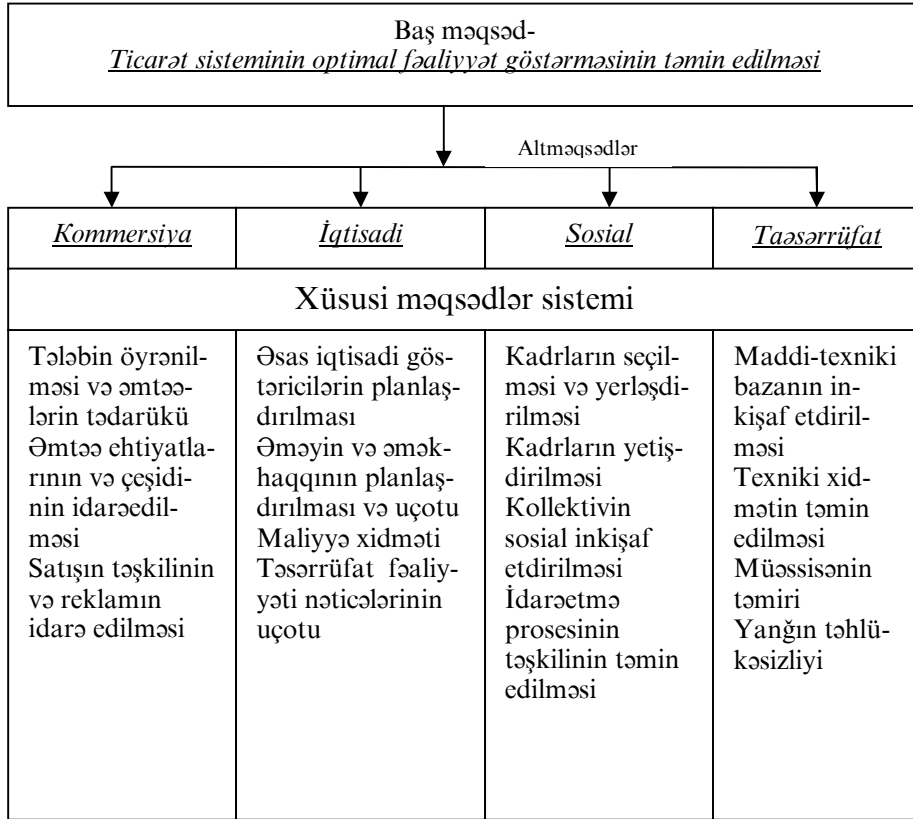 Baş məqsəd-
Ticarət sisteminin optimal fəaliyyət göstərməsinin təmin edilməsi
Altməqsədlər
Kommersiya
İqtisadi
Sosial
Taəsərrüfat
Xüsusi məqsədlər sistemi
Tələbin öyrənil-
məsi və əmtəə-
lərin tədarükü
Əmtəə ehtiyatla-
rının və çeşidi-
nin idarəedil-
məsi
Satışın təşkilinin
və reklamın
idarə edilməsi
Əsas iqtisadi gös-
təricilərin planlaş-
dırılması
Əməyin və əmək-
haqqının planlaş-
dırılması və uçotu
Maliyyə xidməti
Təsərrüfat fəaliy-
yəti nəticələrinin
uçotu
Kadrların seçil-
məsi və yerləşdi-
rilməsi
Kadrların yetiş-
dirilməsi
Kollektivin
sosial inkişaf
etdirilməsi
İdarəetmə
prosesinin
təşkilinin təmin
edilməsi
Maddi-texniki
bazanın in-
kişaf etdiril-
məsi
Texniki xid-
mətin təmin
edilməsi
Müəssisənin
təmiri
Yanğın təhlü-
kəsizliyi